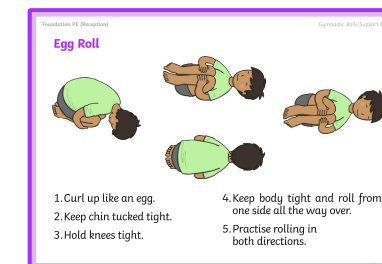 Foundation PE (Reception)
Gymnastic Rolls Support
Egg Roll
1. Curl up like an egg.
2. Keep chin tucked tight.
3. Hold knees tight.
4. Keep body tight and roll from
one side all the way over.
5. Practise rolling in
both directions.